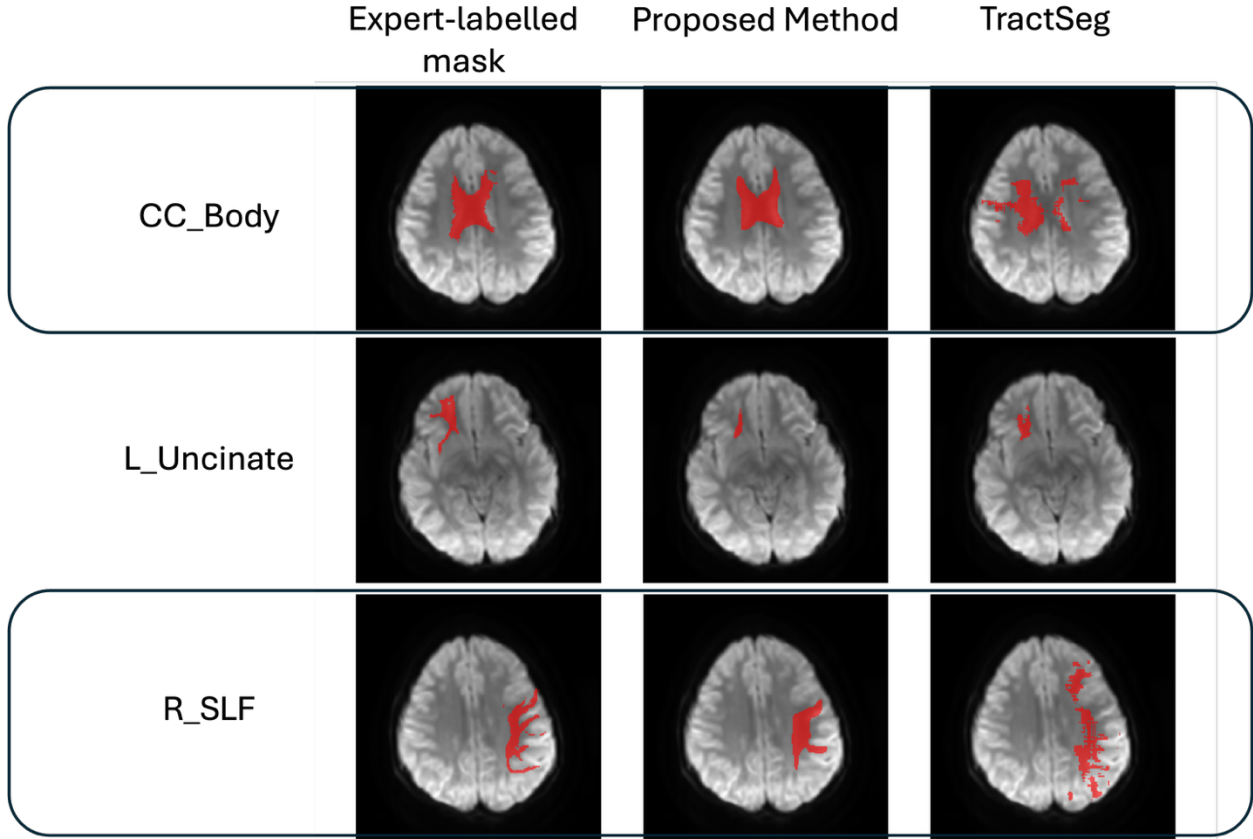 Expert-labelled
mask
Proposed Method
TractSeg
CC_Body
L_Uncinate
R_SLF